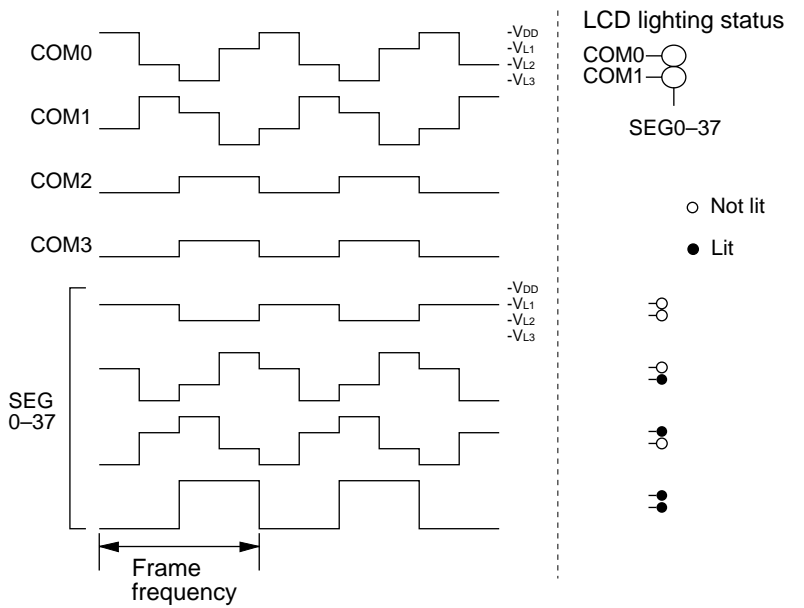 LCD lighting status
COM0
-VDD
-VL1
-VL2
-VL3
COM0
COM1
SEG0–37
COM1
COM2
Not lit
COM3
Lit
-VDD
-VL1
-VL2
-VL3
SEG
0–37
Frame
frequency